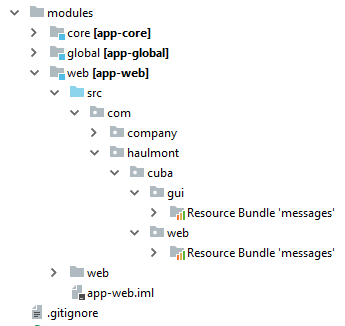 modules
core [app-core]
global [app-global]
web [app-web]
src
com
company
haulmont
cuba
gui
Resource Bundle 'messages'
web
Resource Bundle 'messages'
web
app-web.iml
.gitignore